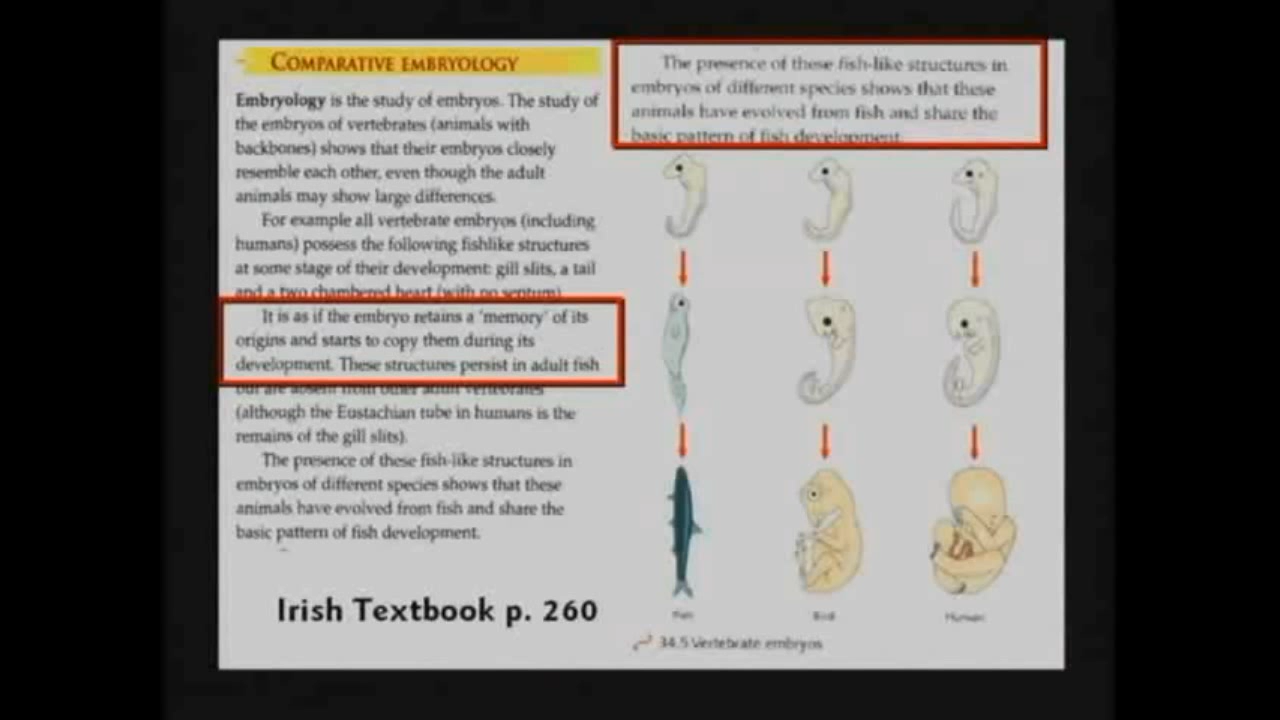 COMPARATIVE EMBRYOLOGY
Embryology is the study of embryos. The study of
the embryos of vertebrates (animals with
backbones) shows that their embryos closely
resemble each other, even though the adult
animals may show large differences.
For example all vertebrate embryos (including
humans) possess the following fishlike structures
at some stage of their development: gill slits, a tail
and a two chambered heart (with no septum)
It is as if the embryo retains a 'memory' of its
origins and starts to copy them during its
development. These structures persist in adult fish
but are absent from other adult vertebrates
(although the Eustachian tube in humans is the
remains of the gill slits).
The presence of these fish-like structures in
embryos of different species shows that these
animals have evolved from fish and share the
basic pattern of fish development.
Irish Textbook p. 260
The presence of these fish-like structures in
embryos of different species shows that these
animals have evolved from fish and share the
basic pattern of fish development
Fish
Bird
Human
34.5 Vertebrate embryos